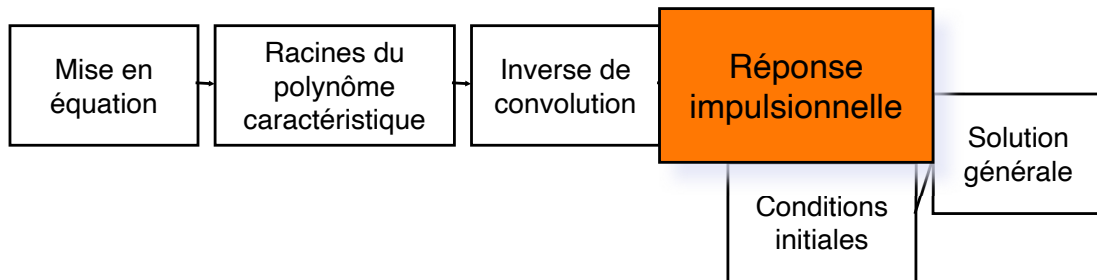 Mise en
équation
Racines du
polynôme
caractéristique
Inverse de
convolution
Réponse
impulsionnelle
Conditions
initiales
Solution
générale